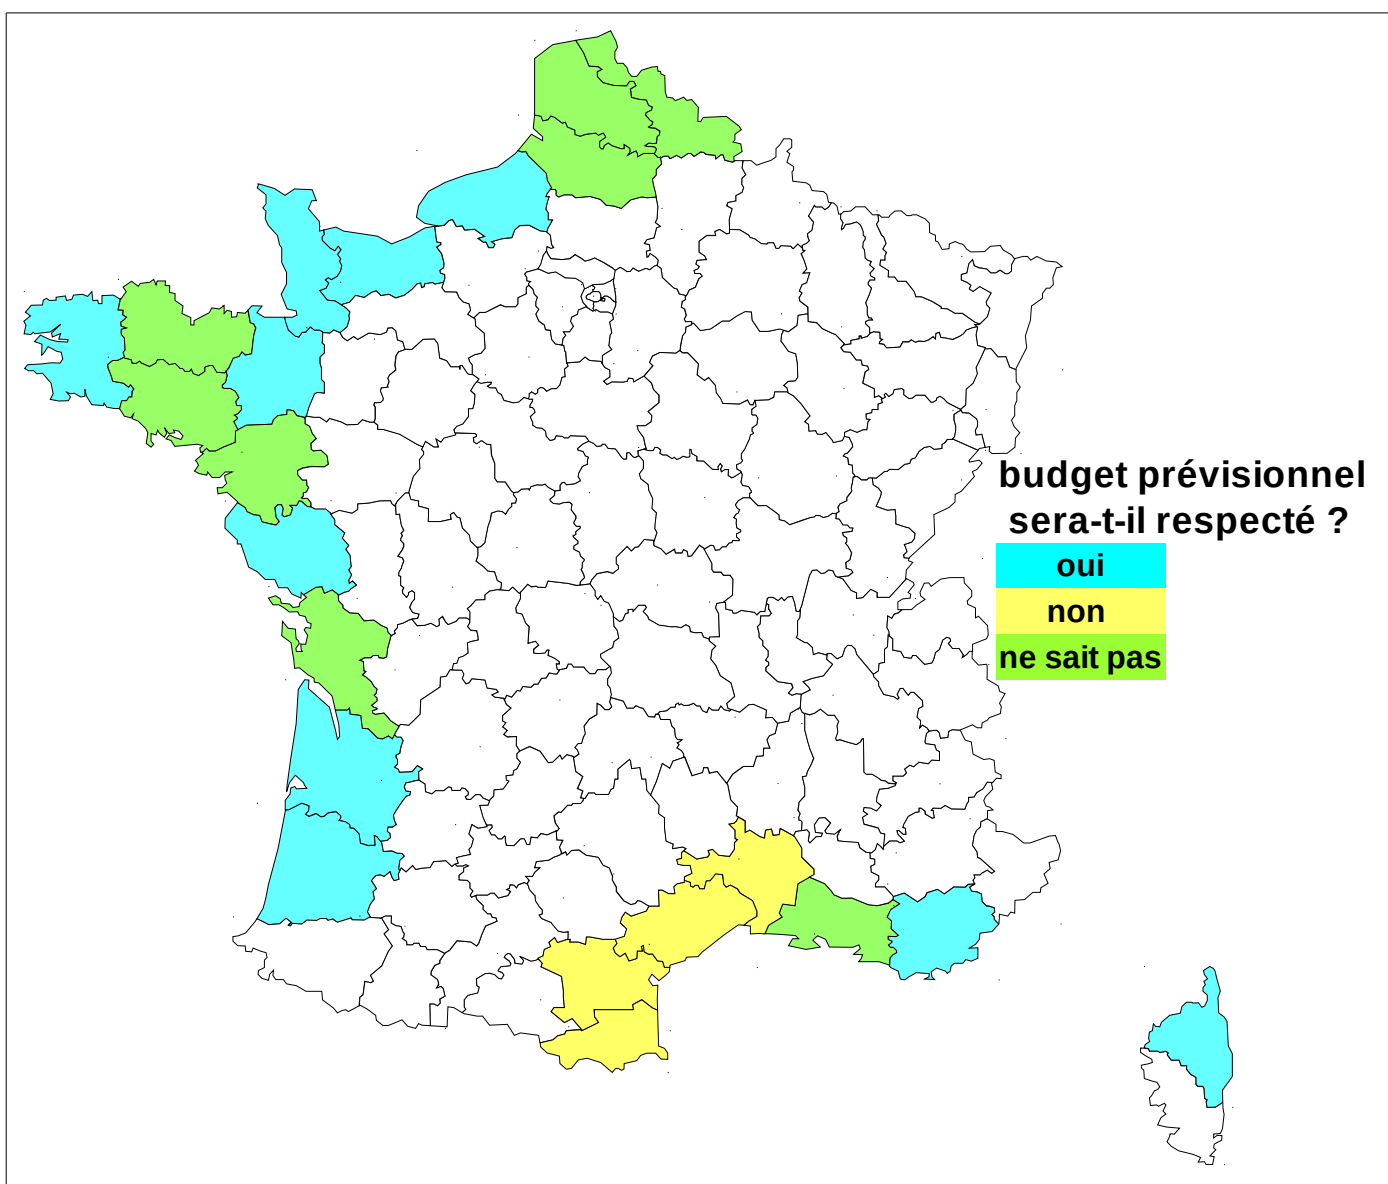 budget prévisionnel
sera-t-il respecté ?
oui
non
ne sait pas